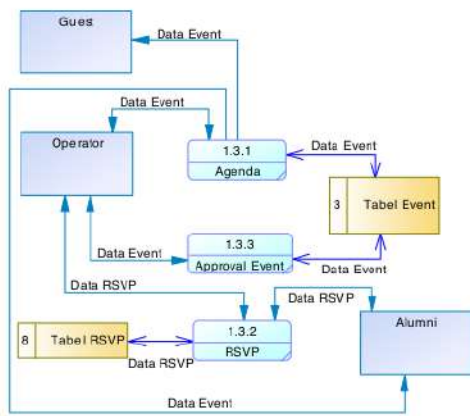 Guest
Data Event
Data Event
Operator
1.3.1
Agenda
Data Event
3
Tabel Event
1.3.3
Approval Event
Data Event
Data Event
Data RSVP
Data RSVP
Alumni
8
Tabel RSVP
1.3.2
RSVP
Data RSVP
Data Event